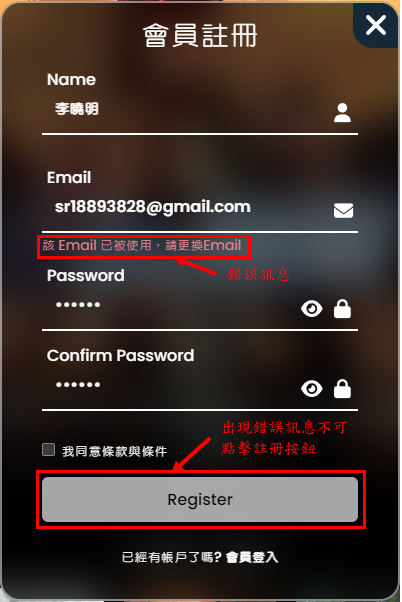 會員註冊
Name
李曉明
Email
sr18893828@gmail.com
該 Email 已被使用，請更換Email
錯誤訊息
Password
••••••
Confirm Password
••••••
出現錯誤訊息不可
點擊註冊按鈕
我同意條款與條件
Register
已經有帳戶了嗎? 會員登入